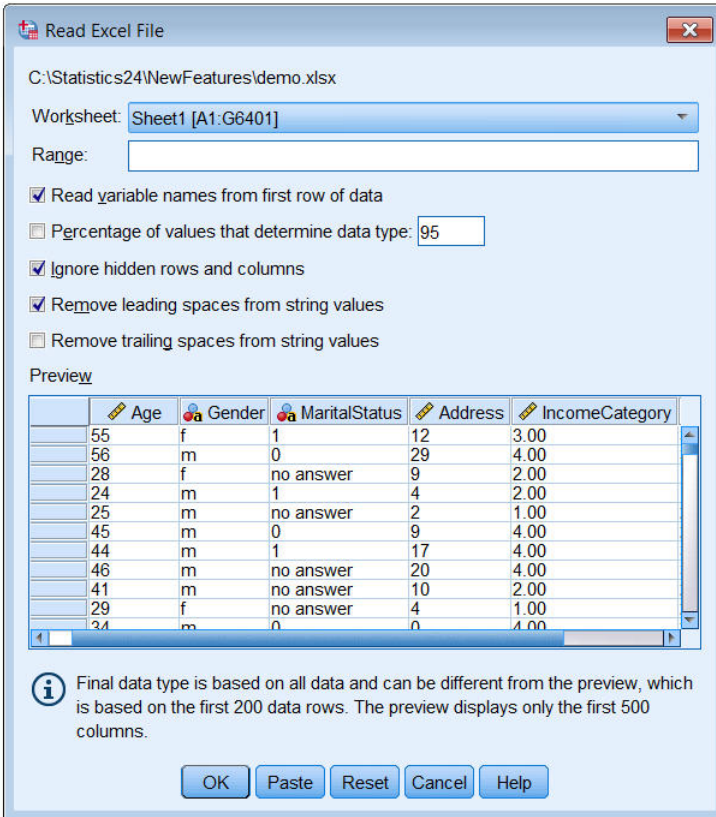 Read Excel File
C:\Statistics24\NewFeatures\demo.xlsx
Worksheet: Sheet1 [A1:G6401]
Range:
Read variable names from first row of data
Percentage of values that determine data type: 95
Ignore hidden rows and columns
Remove leading spaces from string values
Remove trailing spaces from string values
Preview
Age Gender MaritalStatus Address IncomeCategory
55 f 1 12 3.00
56 m 0 29 4.00
28 f no answer 9 2.00
24 m 1 4 2.00
25 m no answer 2 1.00
45 m 0 9 4.00
44 m 1 17 4.00
46 m no answer 20 4.00
41 m no answer 10 2.00
29 f no answer 4 1.00
34 m 0 0 4.00
Final data type is based on all data and can be different from the preview, which
is based on the first 200 data rows. The preview displays only the first 500
columns.
OK Paste Reset Cancel Help